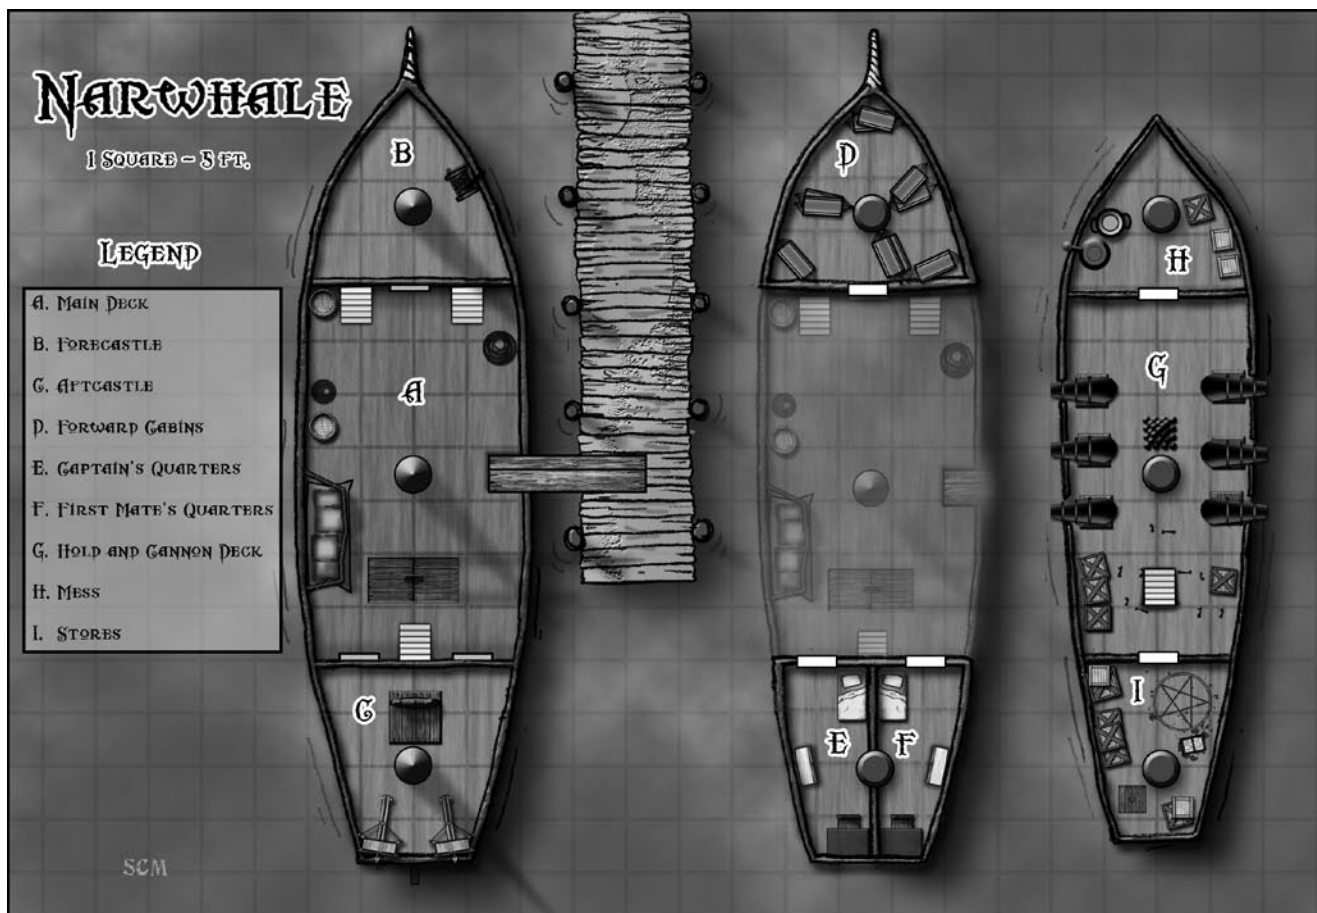 NARWHALE
1 SQUARE - 5 FT.
LEGEND
A. MAIN DECK
B. FORECASTLE
C. AFTCASTLE
D. FORWARD CABINS
E. CAPTAIN'S QUARTERS
F. FIRST MATE'S QUARTERS
G. HOLD AND CANNON DECK
H. MESS
I. STORES
B
A
C
D
E
F
H
G
I
SCM